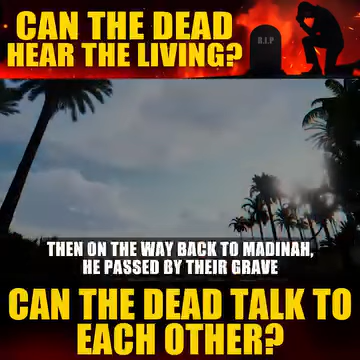 CAN THE DEAD
HEAR THE LIVING?
R.I.P
THEN ON THE WAY BACK TO MADINAH,
HE PASSED BY THEIR GRAVE
CAN THE DEAD TALK TO
EACH OTHER?